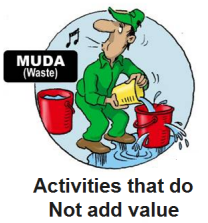 MUDA
(Waste)
Activities that do
Not add value